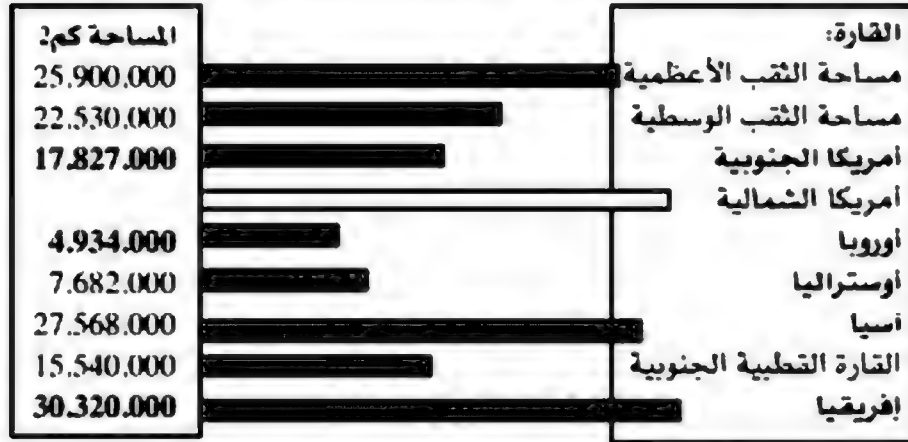 القارة: المساحة كم2
مساحة الثقب الأعظمية 25.900.000
مساحة الثقب الوسطية 22.530.000
أمريكا الجنوبية 17.827.000
أمريكا الشمالية
أوروبا 4.934.000
أوستراليا 7.682.000
آسيا 27.568.000
القارة القطبية الجنوبية 15.540.000
إفريقيا 30.320.000